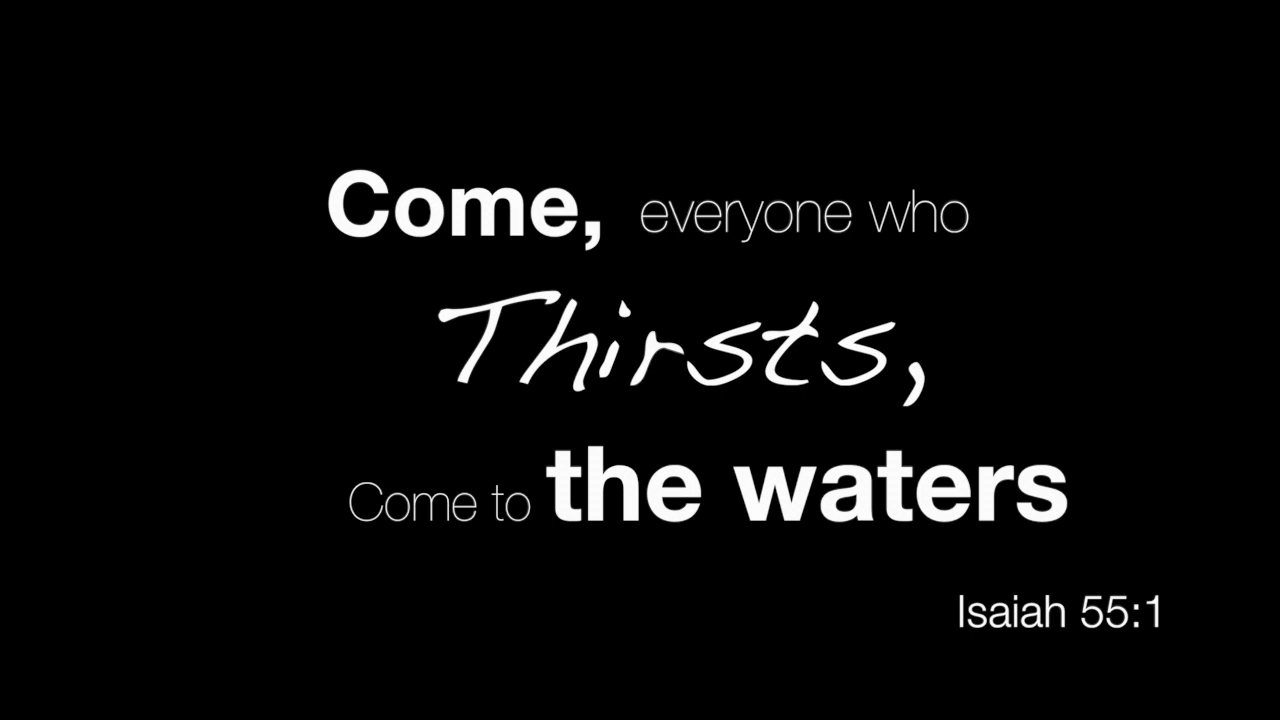 Come, everyone who
Thirsts,
Come to the waters
Isaiah 55:1